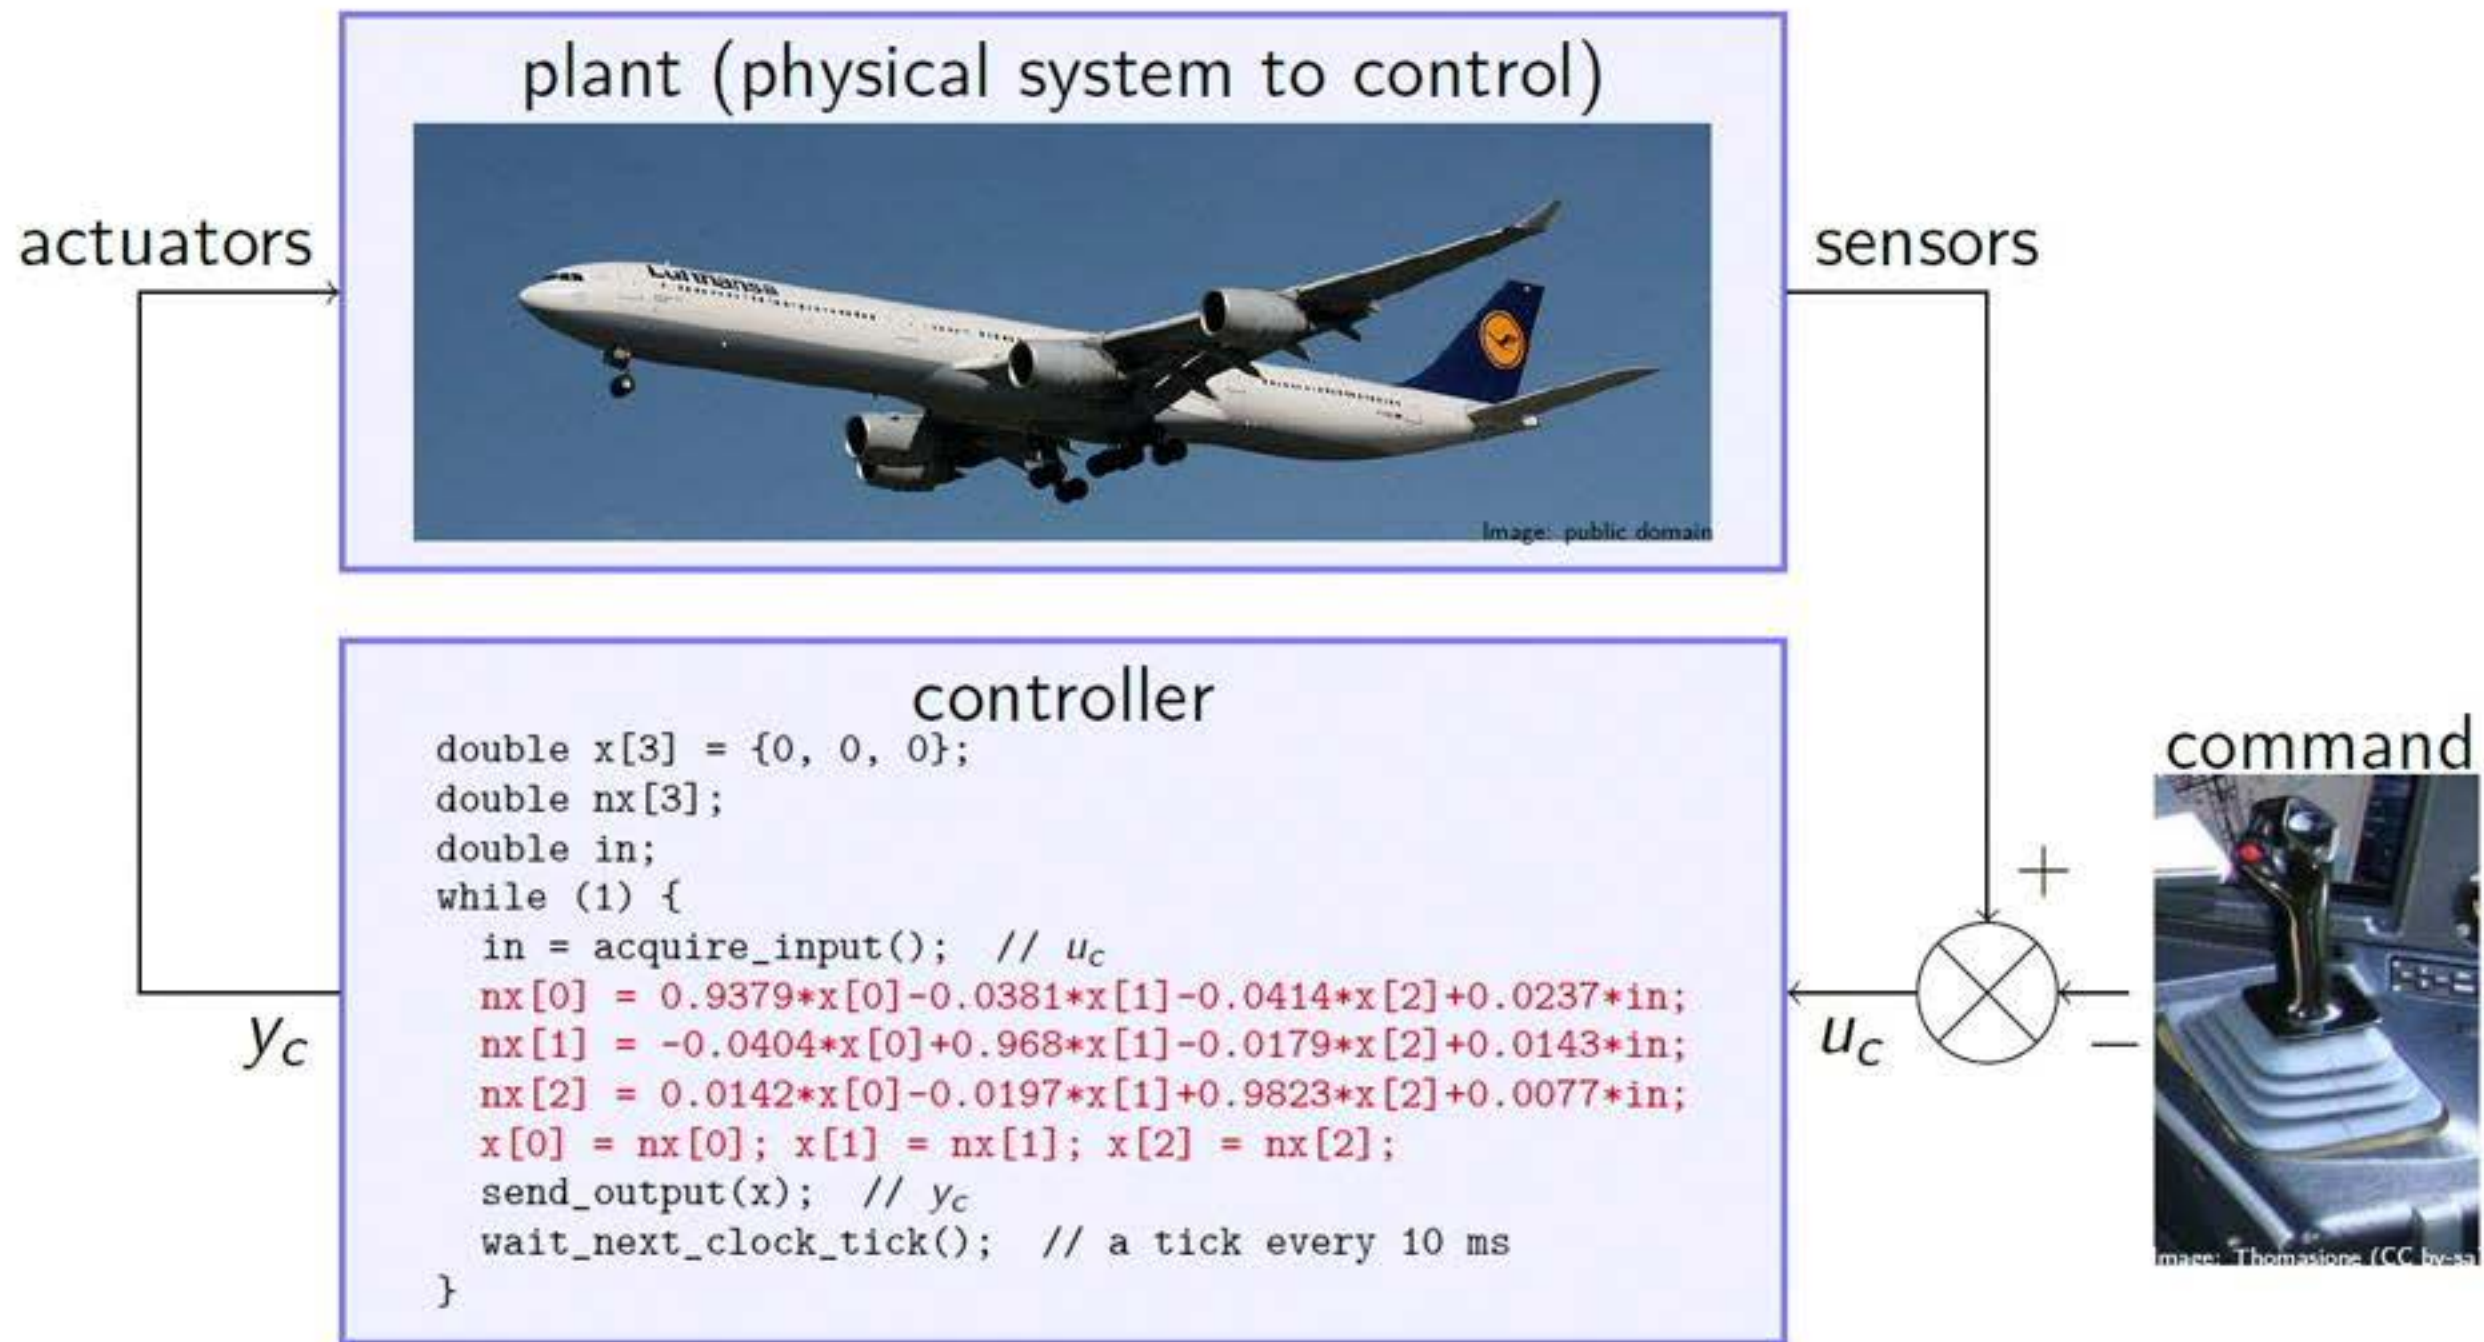 plant (physical system to control)
actuators
sensors
Lufthansa
Image: public domain
controller
double x[3] = {0, 0, 0};
double nx[3];
double in;
while (1) {
in = acquire_input(); // u_c
nx[0] = 0.9379*x[0]-0.0381*x[1]-0.0414*x[2]+0.0237*in;
nx[1] = -0.0404*x[0]+0.968*x[1]-0.0179*x[2]+0.0143*in;
nx[2] = 0.0142*x[0]-0.0197*x[1]+0.9823*x[2]+0.0077*in;
x[0] = nx[0]; x[1] = nx[1]; x[2] = nx[2];
send_output(x); // y_c
wait_next_clock_tick(); // a tick every 10 ms
}
y_c
u_c
+
−
command
Image: Thomasione (CC by-sa